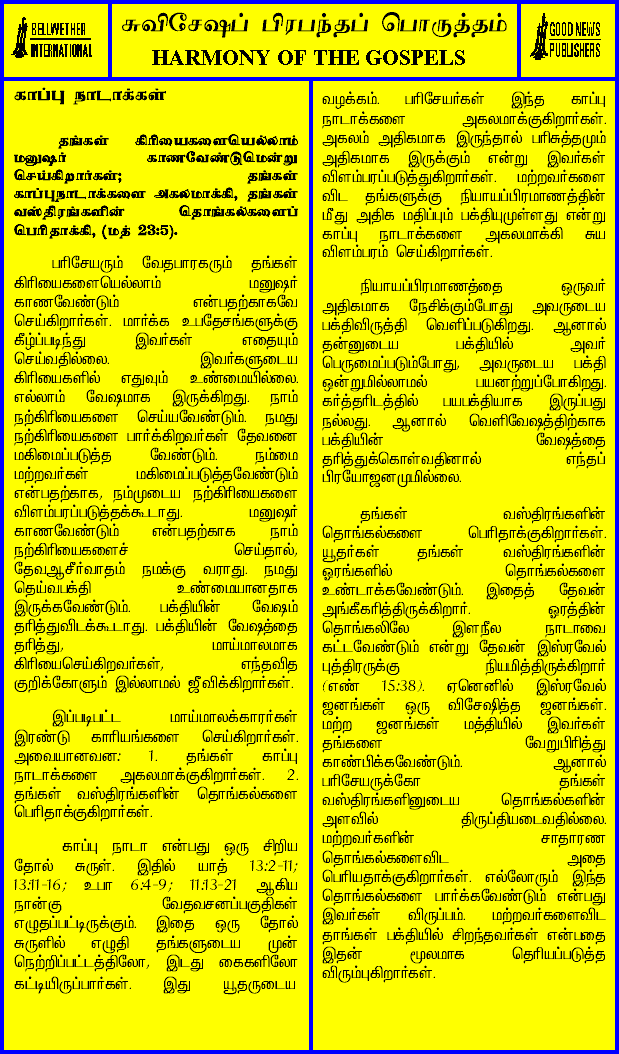 BELLWETHER
INTERNATIONAL
சுவிசேஷப் பிரபந்தப் பொருத்தம்
HARMONY OF THE GOSPELS
GOOD NEWS
PUBLISHERS
காப்பு நாடாக்கள்
தங்கள் கிரியைகளையெல்லாம்
மனுஷர் காணவேண்டுமென்று
செய்கிறார்கள்; தங்கள்
காப்புநாடாக்களை அகலமாக்கி, தங்கள்
வஸ்திரங்களின் தொங்கல்களைப்
பெரிதாக்கி, (மத் 23:5).
பரிசேயரும் வேதபாரகரும் தங்கள்
கிரியைகளையெல்லாம் மனுஷர்
காணவேண்டும் என்பதற்காகவே
செய்கிறார்கள். மார்க்க உபதேசங்களுக்கு
கீழ்ப்படிந்து இவர்கள் எதையும்
செய்வதில்லை. இவர்களுடைய
கிரியைகளில் எதுவும் உண்மையில்லை.
எல்லாம் வேஷமாக இருக்கிறது. நாம்
நற்கிரியைகளை செய்யவேண்டும். நமது
நற்கிரியைகளை பார்க்கிறவர்கள் தேவனை
மகிமைப்படுத்த வேண்டும். நம்மை
மற்றவர்கள் மகிமைப்படுத்தவேண்டும்
என்பதற்காக, நம்முடைய நற்கிரியைகளை
விளம்பரப்படுத்தக்கூடாது. மனுஷர்
காணவேண்டும் என்பதற்காக நாம்
நற்கிரியைகளைச் செய்தால்,
தேவஆசீர்வாதம் நமக்கு வராது. நமது
தெய்வபக்தி உண்மையானதாக
இருக்கவேண்டும். பக்தியின் வேஷம்
தரித்துவிடக்கூடாது. பக்தியின் வேஷத்தை
தரித்து, மாய்மாலமாக
கிரியைசெய்கிறவர்கள், எந்தவித
குறிக்கோளும் இல்லாமல் ஜீவிக்கிறார்கள்.
இப்படிபட்ட மாய்மாலக்காரர்கள்
இரண்டு காரியங்களை செய்கிறார்கள்.
அவையானவன: 1. தங்கள் காப்பு
நாடாக்களை அகலமாக்குகிறார்கள். 2.
தங்கள் வஸ்திரங்களின் தொங்கல்களை
பெரிதாக்குகிறார்கள்.
காப்பு நாடா என்பது ஒரு சிறிய
தோல் சுருள். இதில் யாத் 13:2-11;
13:11-16; உபா 6:4-9; 11:13-21 ஆகிய
நான்கு வேதவசனப்பகுதிகள்
எழுதப்பட்டிருக்கும். இதை ஒரு தோல்
சுருளில் எழுதி தங்களுடைய முன்
நெற்றிப்பட்டத்திலோ, இடது கைகளிலோ
கட்டியிருப்பார்கள். இது யூதருடைய
வழக்கம். பரிசேயர்கள் இந்த காப்பு
நாடாக்களை அகலமாக்குகிறார்கள்.
அகலம் அதிகமாக இருந்தால் பரிசுத்தமும்
அதிகமாக இருக்கும் என்று இவர்கள்
விளம்பரப்படுத்துகிறார்கள். மற்றவர்களை
விட தங்களுக்கு நியாயப்பிரமாணத்தின்
மீது அதிக மதிப்பும் பக்தியுமுள்ளது என்று
காப்பு நாடாக்களை அகலமாக்கி சுய
விளம்பரம் செய்கிறார்கள்.
நியாயப்பிரமாணத்தை ஒருவர்
அதிகமாக நேசிக்கும்போது அவருடைய
பக்திவிருத்தி வெளிப்படுகிறது. ஆனால்
தன்னுடைய பக்தியில் அவர்
பெருமைப்படும்போது, அவருடைய பக்தி
ஒன்றுமில்லாமல் பயனற்றுப்போகிறது.
கர்த்தரிடத்தில் பயபக்தியாக இருப்பது
நல்லது. ஆனால் வெளிவேஷத்திற்காக
பக்தியின் வேஷத்தை
தரித்துக்கொள்வதினால் எந்தப்
பிரயோஜனமுமில்லை.
தங்கள் வஸ்திரங்களின்
தொங்கல்களை பெரிதாக்குகிறார்கள்.
யூதர்கள் தங்கள் வஸ்திரங்களின்
ஓரங்களில் தொங்கல்களை
உண்டாக்கவேண்டும். இதைத் தேவன்
அங்கீகரித்திருக்கிறார். ஓரத்தின்
தொங்கலிலே இளநீல நாடாவை
கட்டவேண்டும் என்று தேவன் இஸ்ரவேல்
புத்திரருக்கு நியமித்திருக்கிறார்
(எண் 15:38). ஏனெனில் இஸ்ரவேல்
ஜனங்கள் ஒரு விசேஷித்த ஜனங்கள்.
மற்ற ஜனங்கள் மத்தியில் இவர்கள்
தங்களை வேறுபிரித்து
காண்பிக்கவேண்டும். ஆனால்
பரிசேயருக்கோ தங்கள்
வஸ்திரங்களினுடைய தொங்கல்களின்
அளவில் திருப்தியடைவதில்லை.
மற்றவர்களின் சாதாரண
தொங்கல்களைவிட அதை
பெரியதாக்குகிறார்கள். எல்லோரும் இந்த
தொங்கல்களை பார்க்கவேண்டும் என்பது
இவர்கள் விருப்பம். மற்றவர்களைவிட
தாங்கள் பக்தியில் சிறந்தவர்கள் என்பதை
இதன் மூலமாக தெரியப்படுத்த
விரும்புகிறார்கள்.